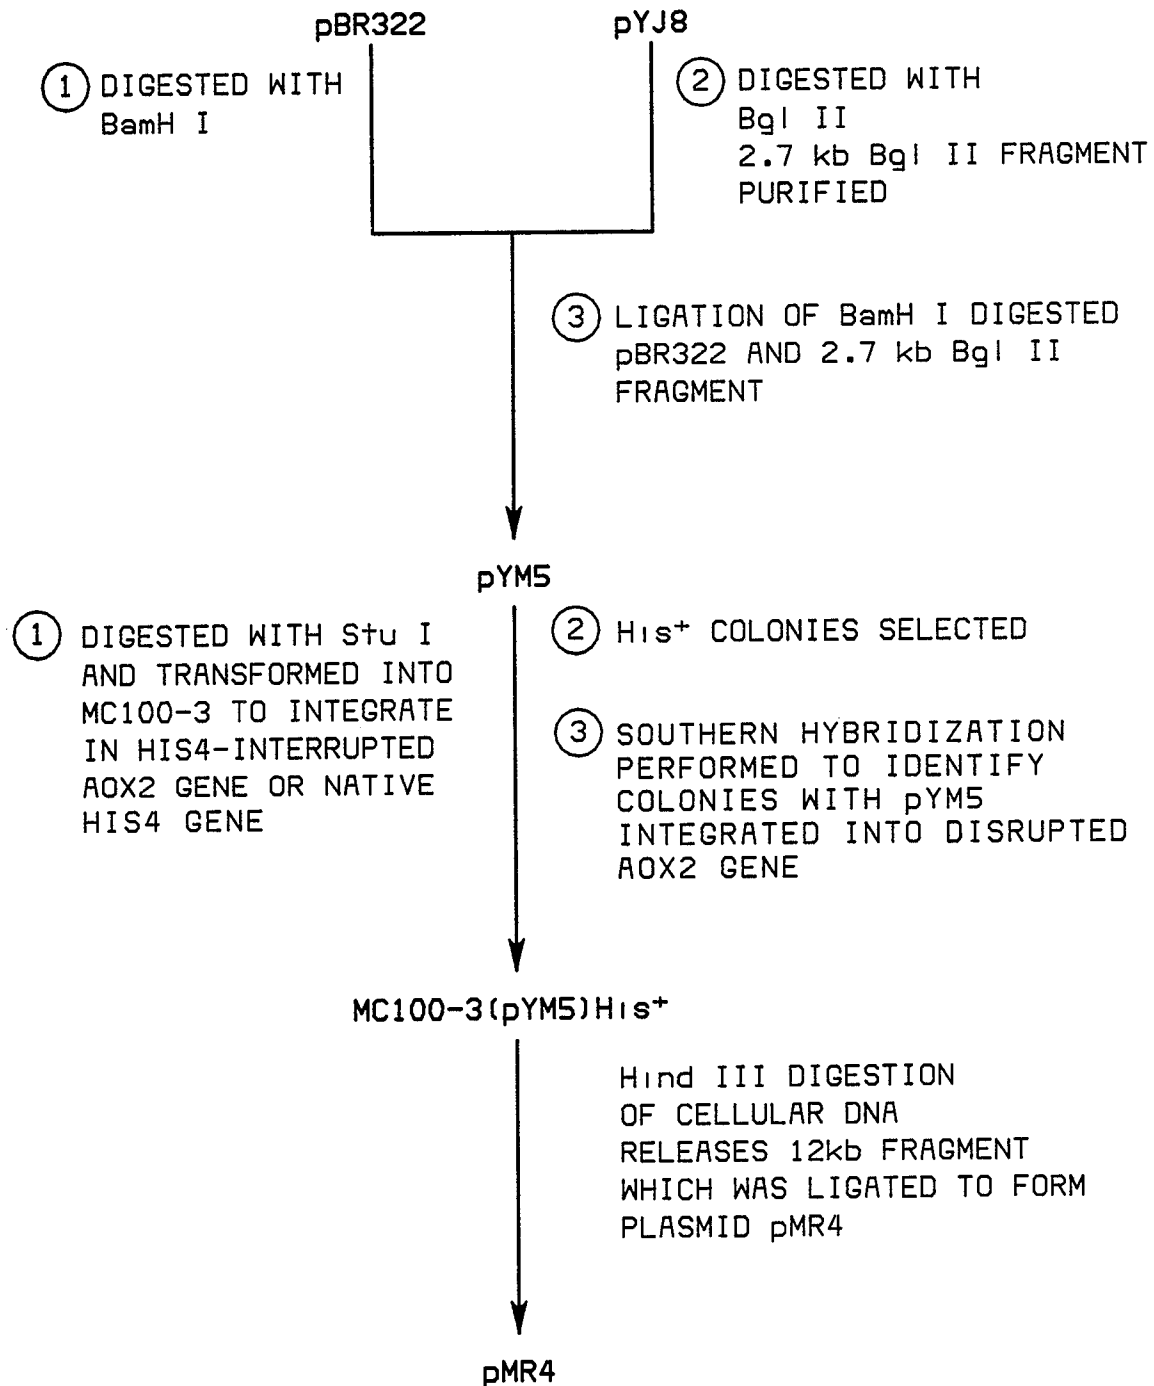 pBR322
pYJ8
1 DIGESTED WITH
BamH I
2 DIGESTED WITH
Bgl II
2.7 kb Bgl II FRAGMENT
PURIFIED
3 LIGATION OF BamH I DIGESTED
pBR322 AND 2.7 kb Bgl II
FRAGMENT
pYM5
1 DIGESTED WITH Stu I
AND TRANSFORMED INTO
MC100-3 TO INTEGRATE
IN HIS4-INTERRUPTED
AOX2 GENE OR NATIVE
HIS4 GENE
2 His+ COLONIES SELECTED
3 SOUTHERN HYBRIDIZATION
PERFORMED TO IDENTIFY
COLONIES WITH pYM5
INTEGRATED INTO DISRUPTED
AOX2 GENE
MC100-3(pYM5)His+
Hind III DIGESTION
OF CELLULAR DNA
RELEASES 12kb FRAGMENT
WHICH WAS LIGATED TO FORM
PLASMID pMR4
pMR4